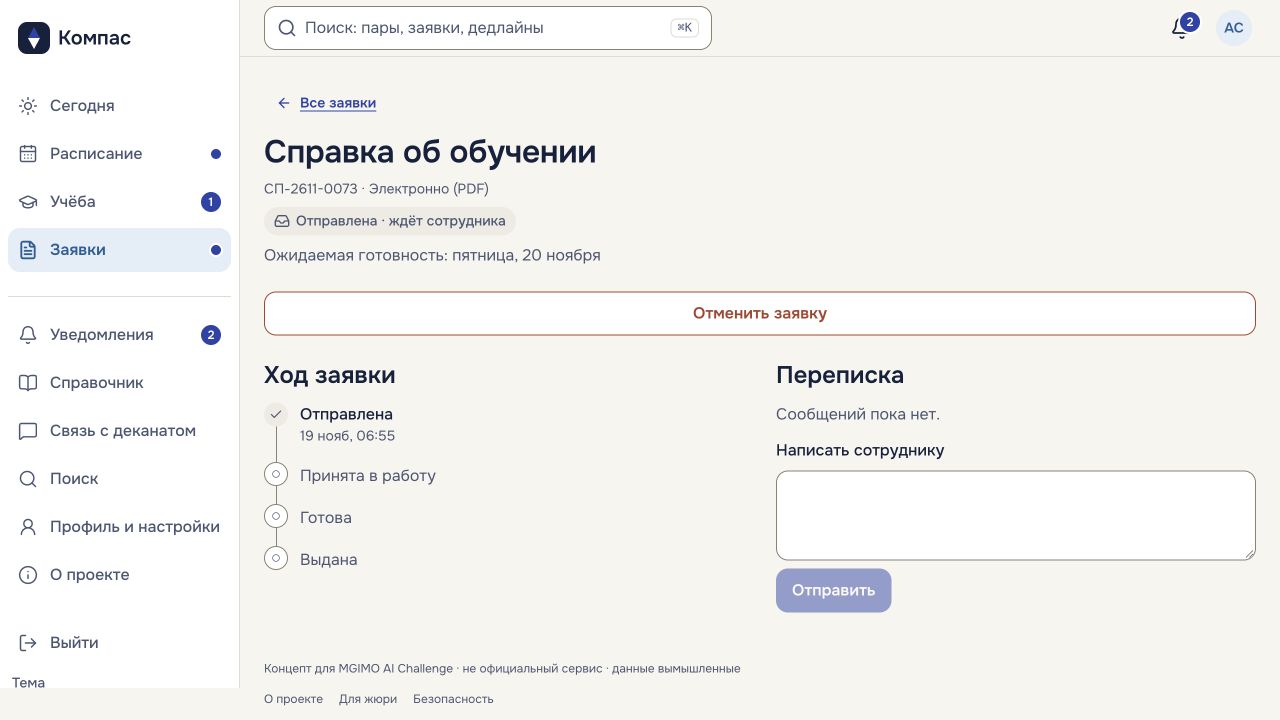 Компас
Поиск: пары, заявки, дедлайны
⌘K
2
АС
Сегодня
Расписание
Учёба
1
Заявки
Уведомления
2
Справочник
Связь с деканатом
Поиск
Профиль и настройки
О проекте
Выйти
Тема
Все заявки
Справка об обучении
СП-2611-0073 · Электронно (PDF)
Отправлена · ждёт сотрудника
Ожидаемая готовность: пятница, 20 ноября
Отменить заявку
Ход заявки
Отправлена
19 нояб, 06:55
Принята в работу
Готова
Выдана
Переписка
Сообщений пока нет.
Написать сотруднику
Отправить
Концепт для MGIMO AI Challenge · не официальный сервис · данные вымышленные
О проекте Для жюри Безопасность